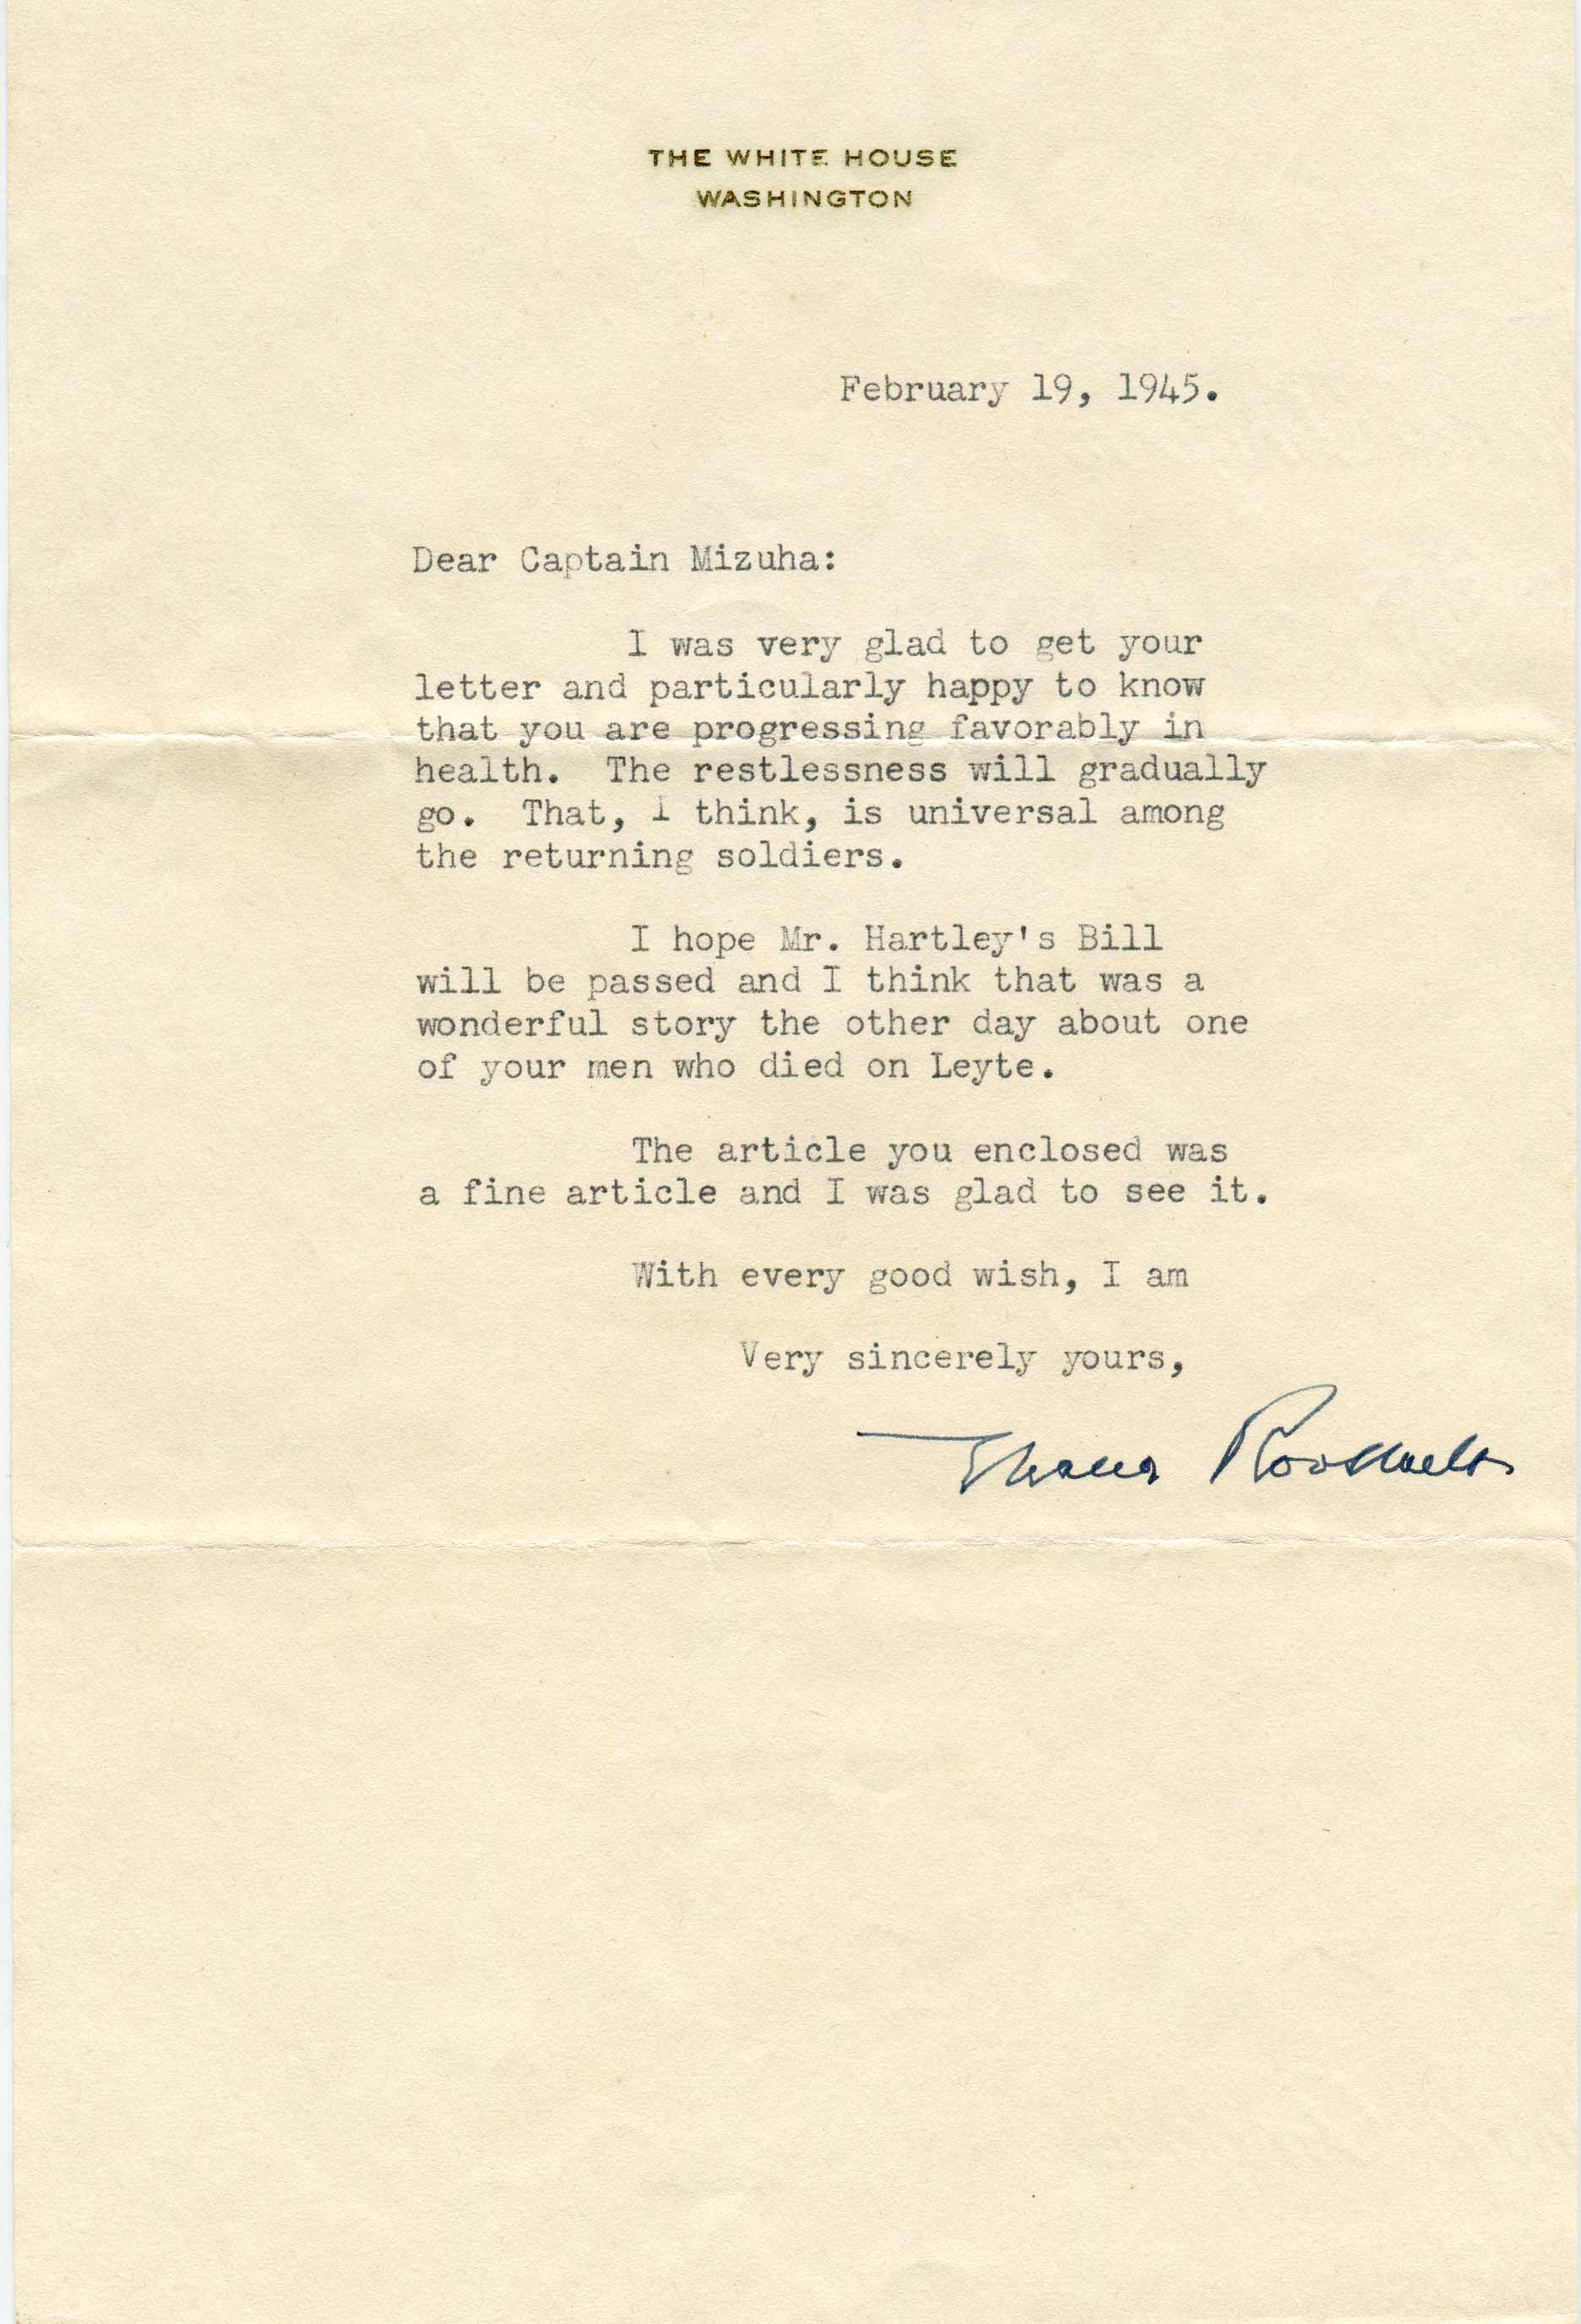 THE WHITE HOUSE
WASHINGTON
February 19, 1945.
Dear Captain Mizuha:
I was very glad to get your
letter and particularly happy to know
that you are progressing favorably in
health. The restlessness will gradually
go. That, I think, is universal among
the returning soldiers.
I hope Mr. Hartley's Bill
will be passed and I think that was a
wonderful story the other day about one
of your men who died on Leyte.
The article you enclosed was
a fine article and I was glad to see it.
With every good wish, I am
Very sincerely yours,
Eleanor Roosevelt